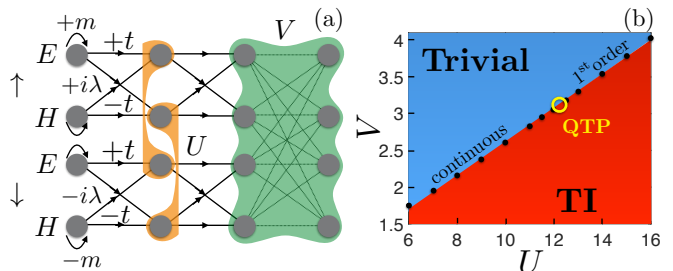 (a)
+m
V
E
+t
+iλ
↑
H
−t
U
E
+t
−iλ
↓
H
−t
−m
(b)
4
3.5
3
2.5
2
1.5
V
Trivial
1st order
QTP
continuous
TI
6
8
10
12
14
16
U